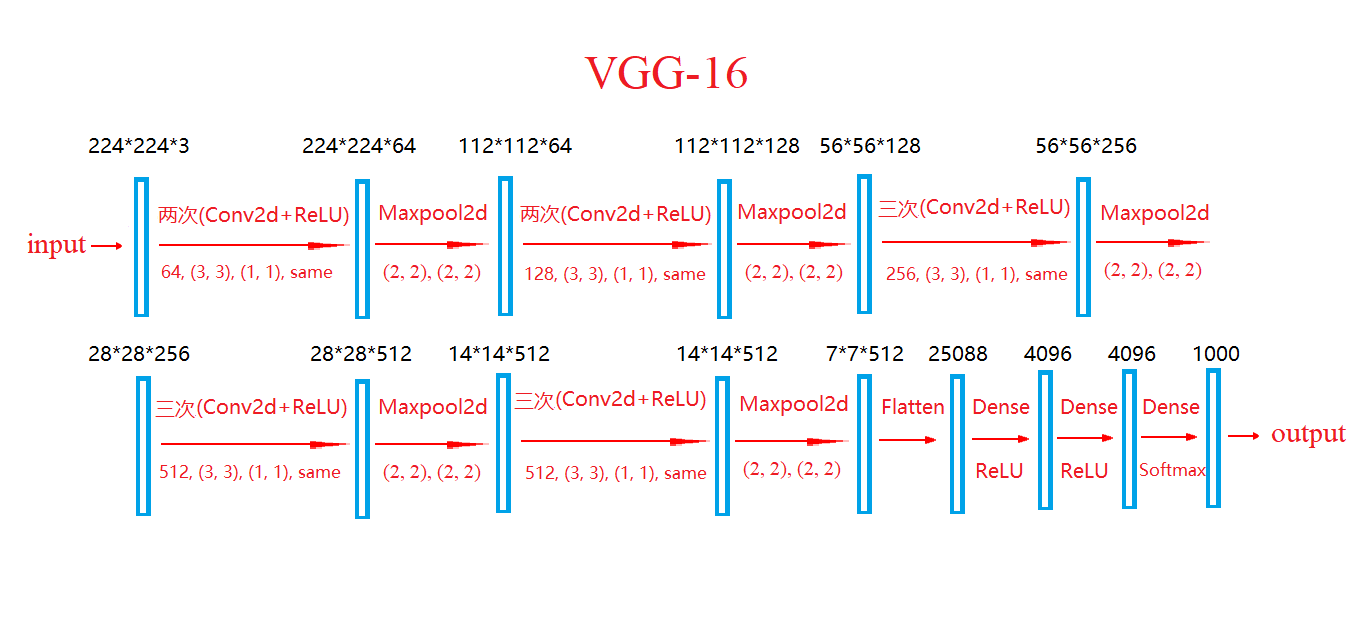 VGG-16
224*224*3 224*224*64 112*112*64 112*112*128 56*56*128 56*56*256
两次(Conv2d+ReLU) Maxpool2d 两次(Conv2d+ReLU) Maxpool2d 三次(Conv2d+ReLU) Maxpool2d
input
64, (3, 3), (1, 1), same (2, 2), (2, 2) 128, (3, 3), (1, 1), same (2, 2), (2, 2) 256, (3, 3), (1, 1), same (2, 2), (2, 2)
28*28*256 28*28*512 14*14*512 14*14*512 7*7*512 25088 4096 4096 1000
三次(Conv2d+ReLU) Maxpool2d 三次(Conv2d+ReLU) Maxpool2d Flatten Dense Dense Dense
output
512, (3, 3), (1, 1), same (2, 2), (2, 2) 512, (3, 3), (1, 1), same (2, 2), (2, 2) ReLU ReLU Softmax